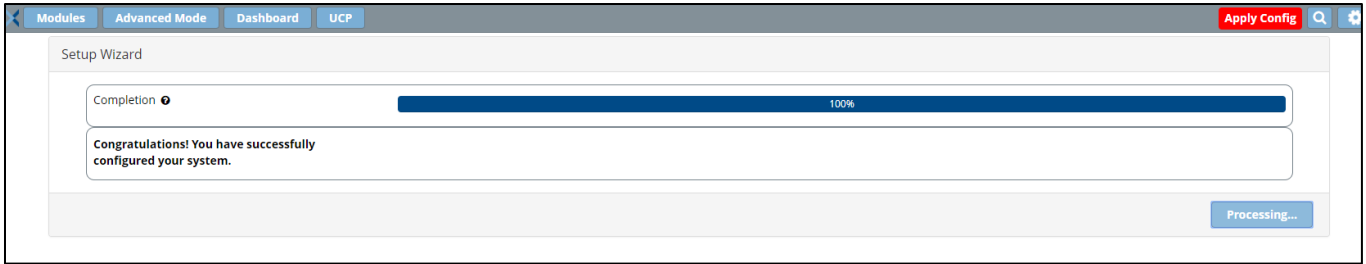 Modules Advanced Mode Dashboard UCP Apply Config
Setup Wizard
Completion
100%
Congratulations! You have successfully
configured your system.
Processing...